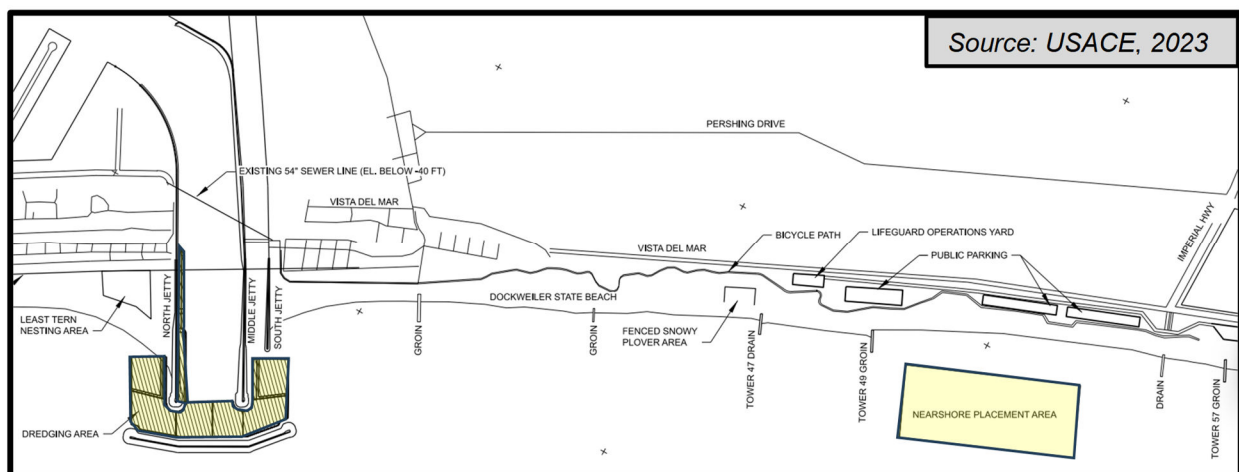 Source: USACE, 2023
PERSHING DRIVE
EXISTING 54" SEWER LINE (EL. BELOW -40 FT)
VISTA DEL MAR
VISTA DEL MAR
BICYCLE PATH
LIFEGUARD OPERATIONS YARD
PUBLIC PARKING
IMPERIAL HWY
LEAST TERN
NESTING AREA
NORTH JETTY
MIDDLE JETTY
SOUTH JETTY
GROIN
DOCKWEILER STATE BEACH
GROIN
FENCED SNOWY
PLOVER AREA
TOWER 47 DRAIN
TOWER 49 GROIN
NEARSHORE PLACEMENT AREA
DRAIN
TOWER 57 GROIN
DREDGING AREA